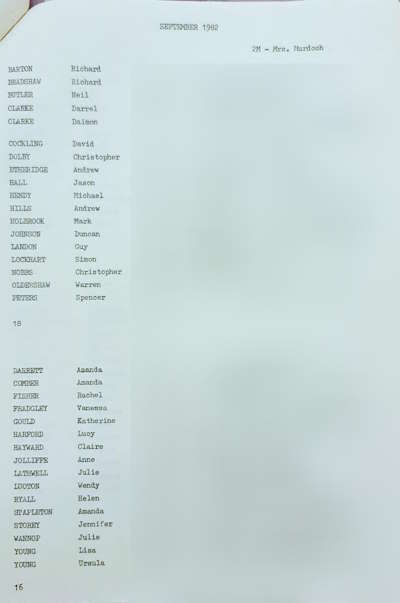 SEPTEMBER 1982
2M - Mrs. Murdoch
BARTON Richard
BRADSHAW Richard
BUTLER Neil
CLARKE Darrel
CLARKE Daimon
COCKLING David
DOLBY Christopher
ETHERIDGE Andrew
HALL Jason
HENDY Michael
HILLS Andrew
HOLBROOK Mark
JOHNSON Duncan
LANDON Guy
LOCKHART Simon
NOBBS Christopher
OLDERSHAW Warren
PETERS Spencer
18
BARRETT Amanda
COMBER Amanda
FISHER Rachel
FRADGLEY Vanessa
GOULD Katherine
HARFORD Lucy
HAYWARD Claire
JOLLIFFE Anne
LATHWELL Julie
LUOTON Wendy
RYALL Helen
STAPLETON Amanda
STOREY Jennifer
WANNOP Julie
YOUNG Lisa
YOUNG Ursula
16